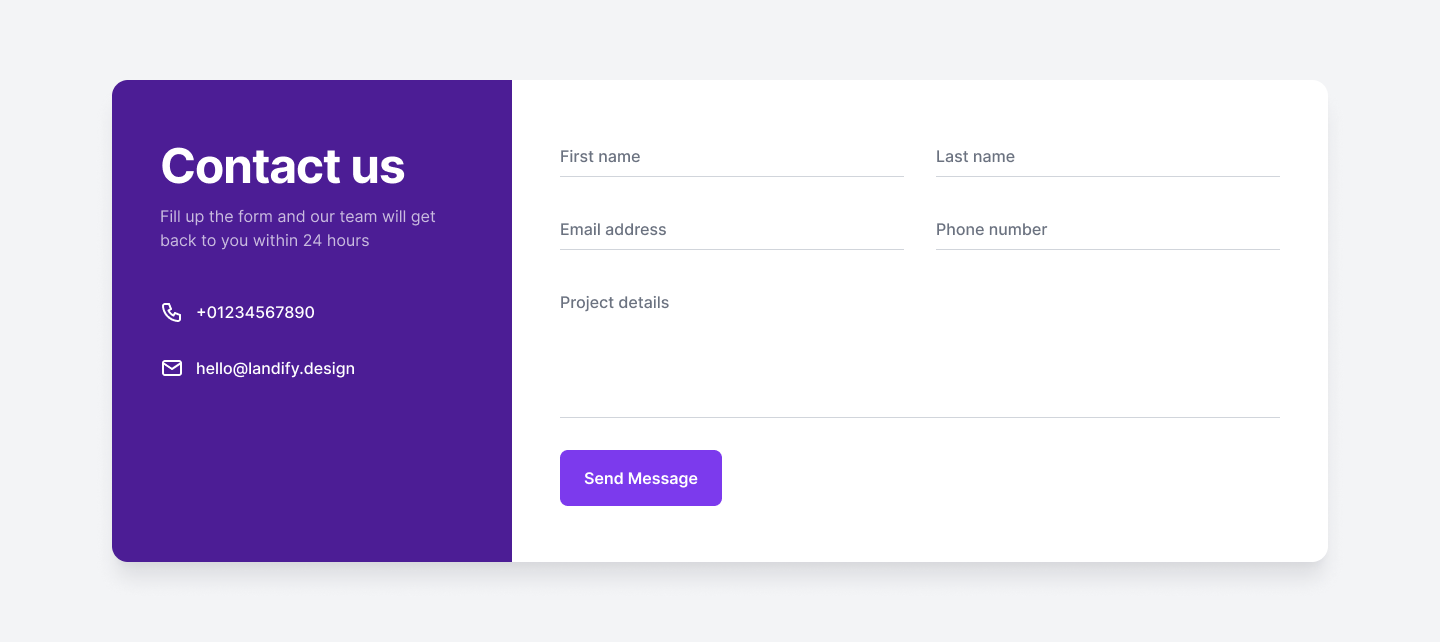 Contact us
Fill up the form and our team will get
back to you within 24 hours
+01234567890
hello@landify.design
First name
Last name
Email address
Phone number
Project details
Send Message